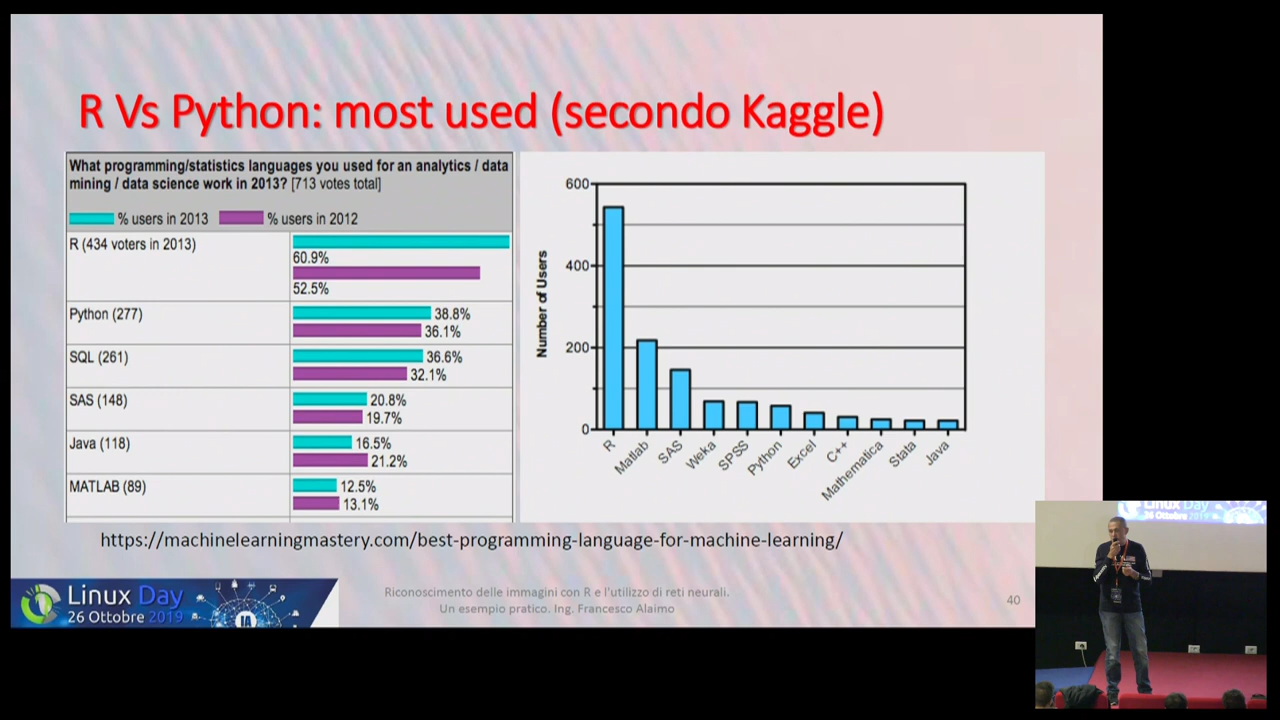 R Vs Python: most used (secondo Kaggle)
What programming/statistics languages you used for an analytics / data
mining / data science work in 2013? [713 votes total]
% users in 2013
% users in 2012
R (434 voters in 2013)
60.9%
52.5%
Python (277)
38.8%
36.1%
SQL (261)
36.6%
32.1%
SAS (148)
20.8%
19.7%
Java (118)
16.5%
21.2%
MATLAB (89)
12.5%
13.1%
Number of Users
600
400
200
0
R
Matlab
SAS
Weka
SPSS
Python
Excel
C++
Mathematica
Stata
Java
https://machinelearningmastery.com/best-programming-language-for-machine-learning/
Linux Day
26 Ottobre 2019
IA
Riconoscimento delle immagini con R e l'utilizzo di reti neurali.
Un esempio pratico. Ing. Francesco Alaimo
40
Linux Day
26 Ottobre 2019